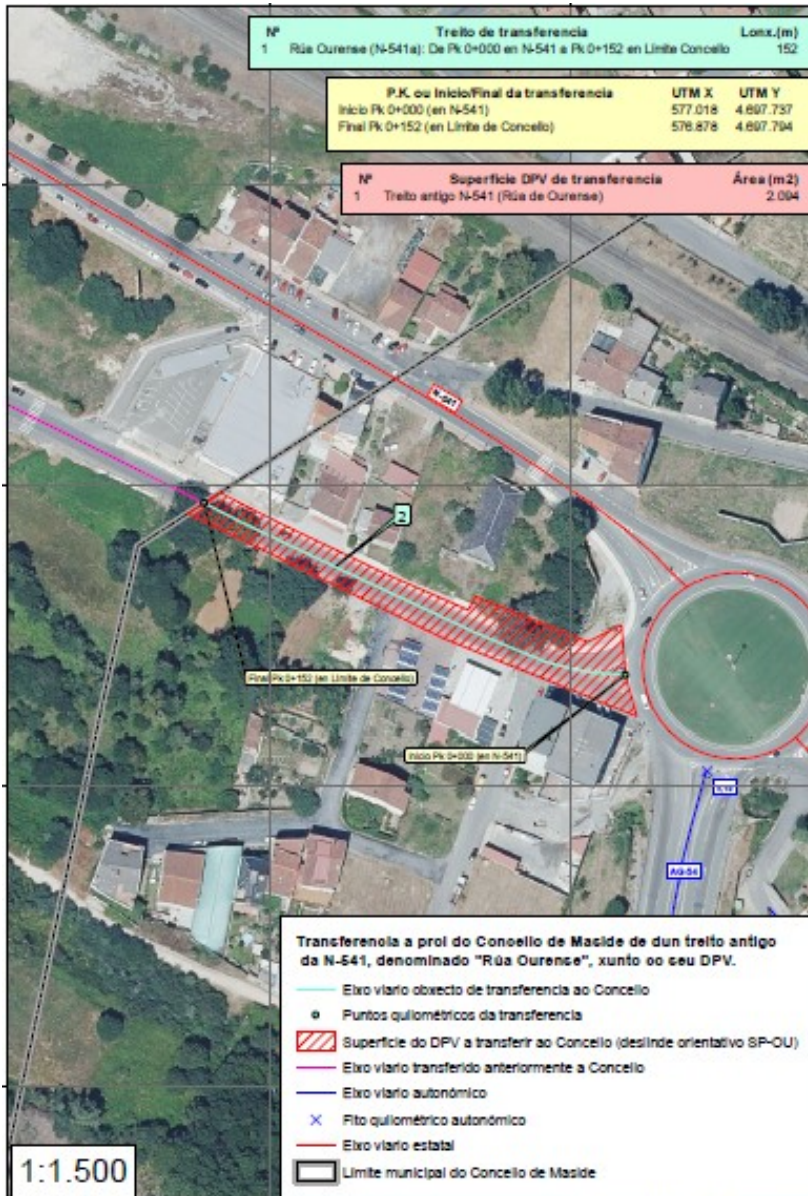 Nº Treito de transferencia Lonx.(m)
1 Rúa Ourense (N-541a): De Pk 0+000 en N-541 a Pk 0+152 en Límite Concello 152
P.K. ou Inicio/Final da transferencia UTM X UTM Y
Inicio Pk 0+000 (en N-541) 577.018 4.697.737
Final Pk 0+152 (en Límite de Concello) 576.878 4.697.794
Nº Superficie DPV de transferencia Área (m2)
1 Treito antigo N-541 (Rúa de Ourense) 2.094
N-541
2
Final Pk 0+152 (en Límite de Concello)
Inicio Pk 0+000 (en N-541)
AG-54
Transferencia a prol do Concello de Maside de dun treito antigo
da N-541, denominado "Rúa Ourense", xunto co seu DPV.
Eixo viario obxecto de transferencia ao Concello
Puntos quilométricos da transferencia
Superficie do DPV a transferir ao Concello (deslinde orientativo SP-OU)
Eixo viario transferido anteriormente a Concello
Eixo viario autonómico
Fito quilométrico autonómico
Eixo viario estatal
Límite municipal do Concello de Maside
1:1.500